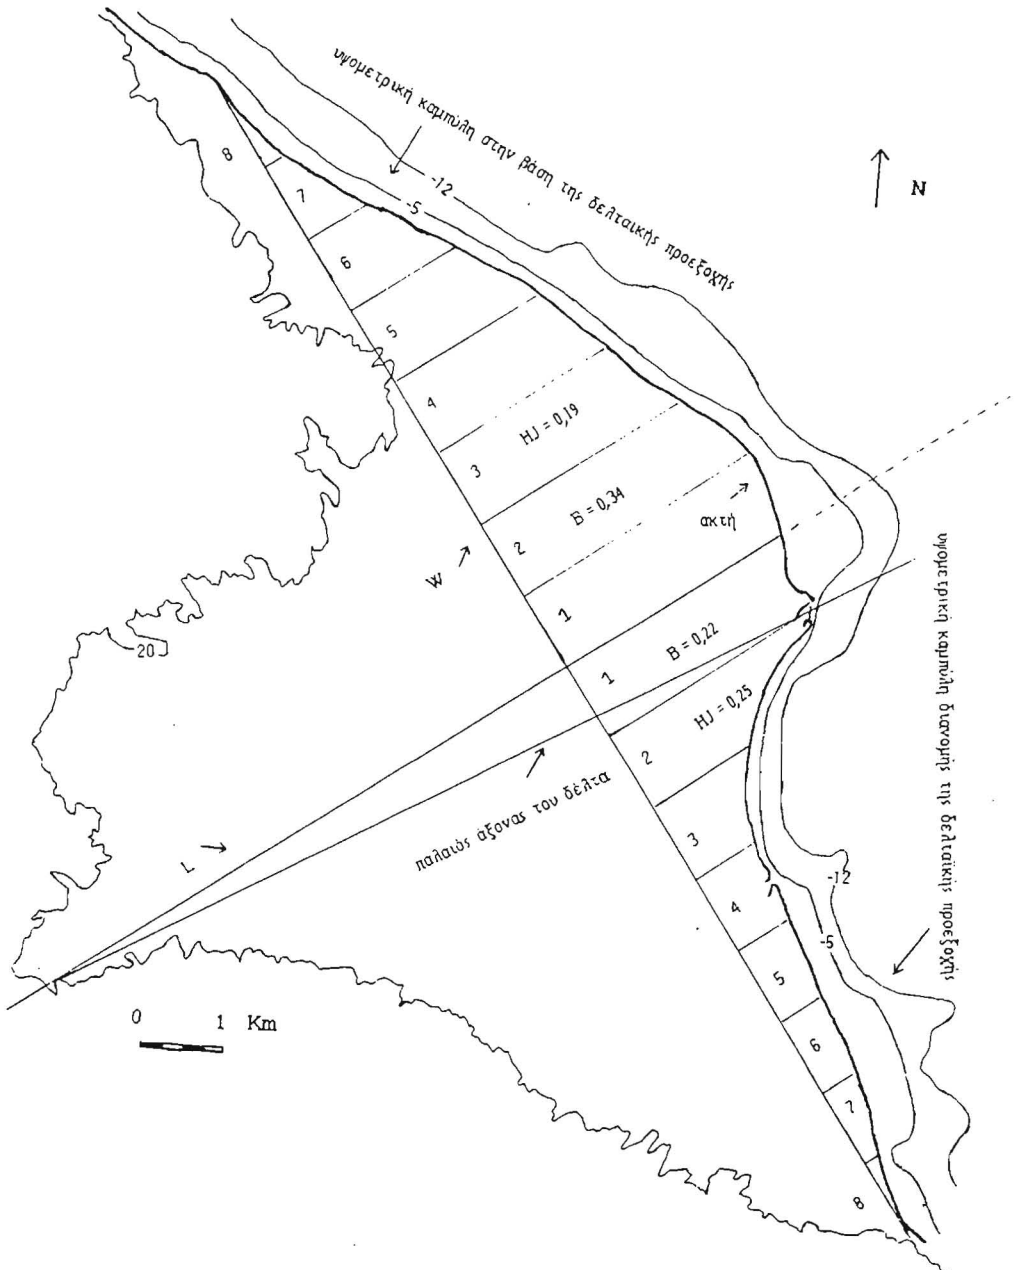 υψομετρική καμπύλη στην βάση της δελταικής προεξοχής
-12
-5
N
8
7
6
5
4
3
HJ = 0,19
2
B = 0,34
1
ακτή
W
1
B = 0,22
2
HJ = 0,25
3
4
5
6
7
8
20
L
παλαιός άξονας του δέλτα
υψομετρική καμπύλη διανομής της δελταϊκής προεξοχής
-12
-5
0 1 Km